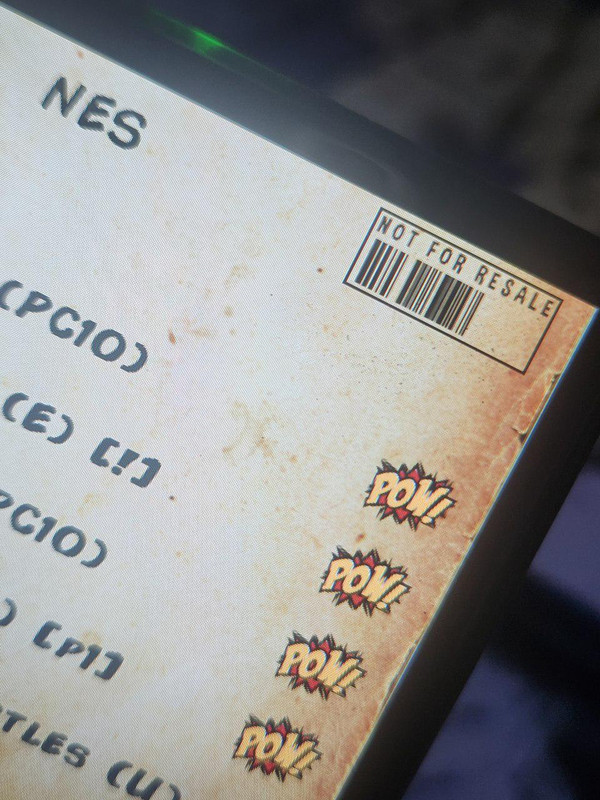 NES
NOT FOR RESALE
(PC10)
(E) [!]
POW!
PC10)
POW!
) [p1]
POW!
TLES (U)
POW!